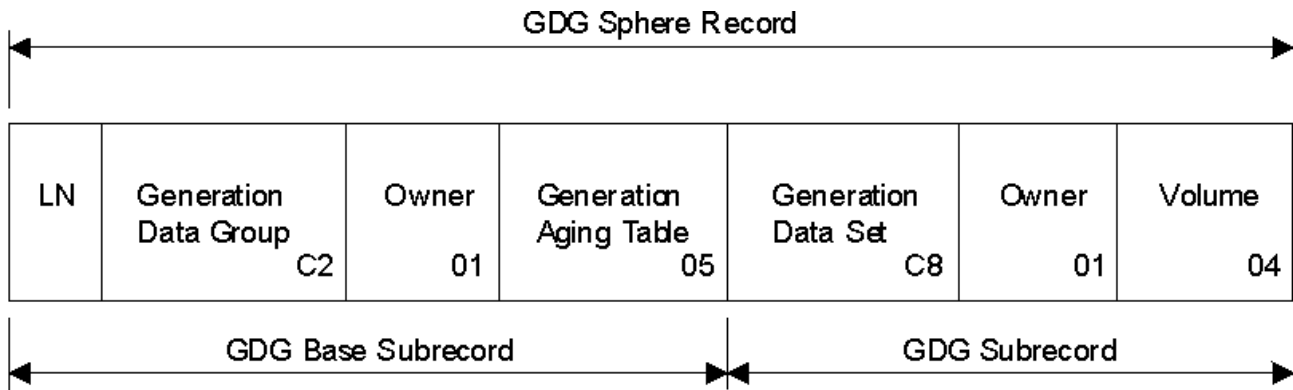 GDG Sphere Record
LN
Generation
Data Group
C2
Owner
01
Generation
Aging Table
05
Generation
Data Set
C8
Owner
01
Volume
04
GDG Base Subrecord
GDG Subrecord